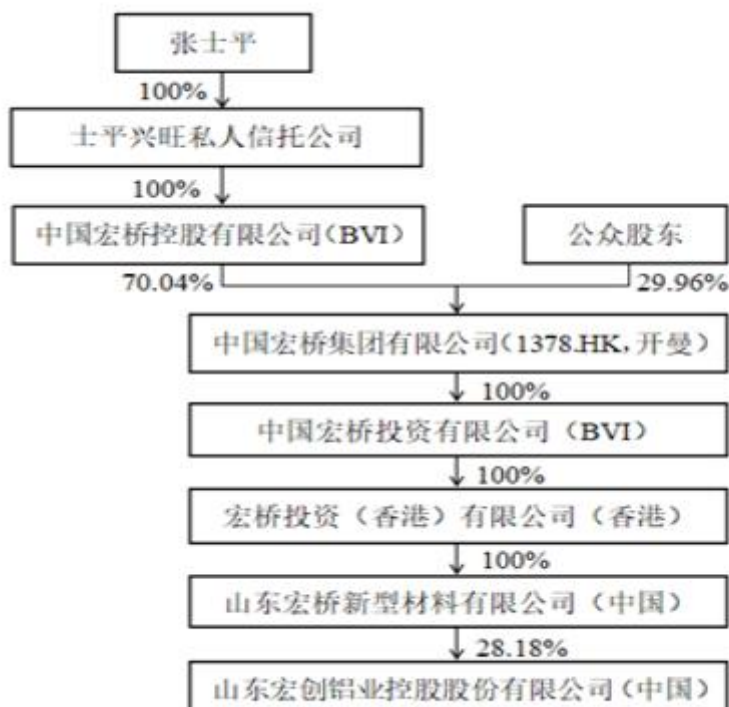 张士平
100%
士平兴旺私人信托公司
100%
中国宏桥控股有限公司(BVI)
公众股东
70.04%
29.96%
中国宏桥集团有限公司(1378.HK,开曼)
100%
中国宏桥投资有限公司（BVI）
100%
宏桥投资（香港）有限公司（香港）
100%
山东宏桥新型材料有限公司（中国）
28.18%
山东宏创铝业控股股份有限公司(中国)